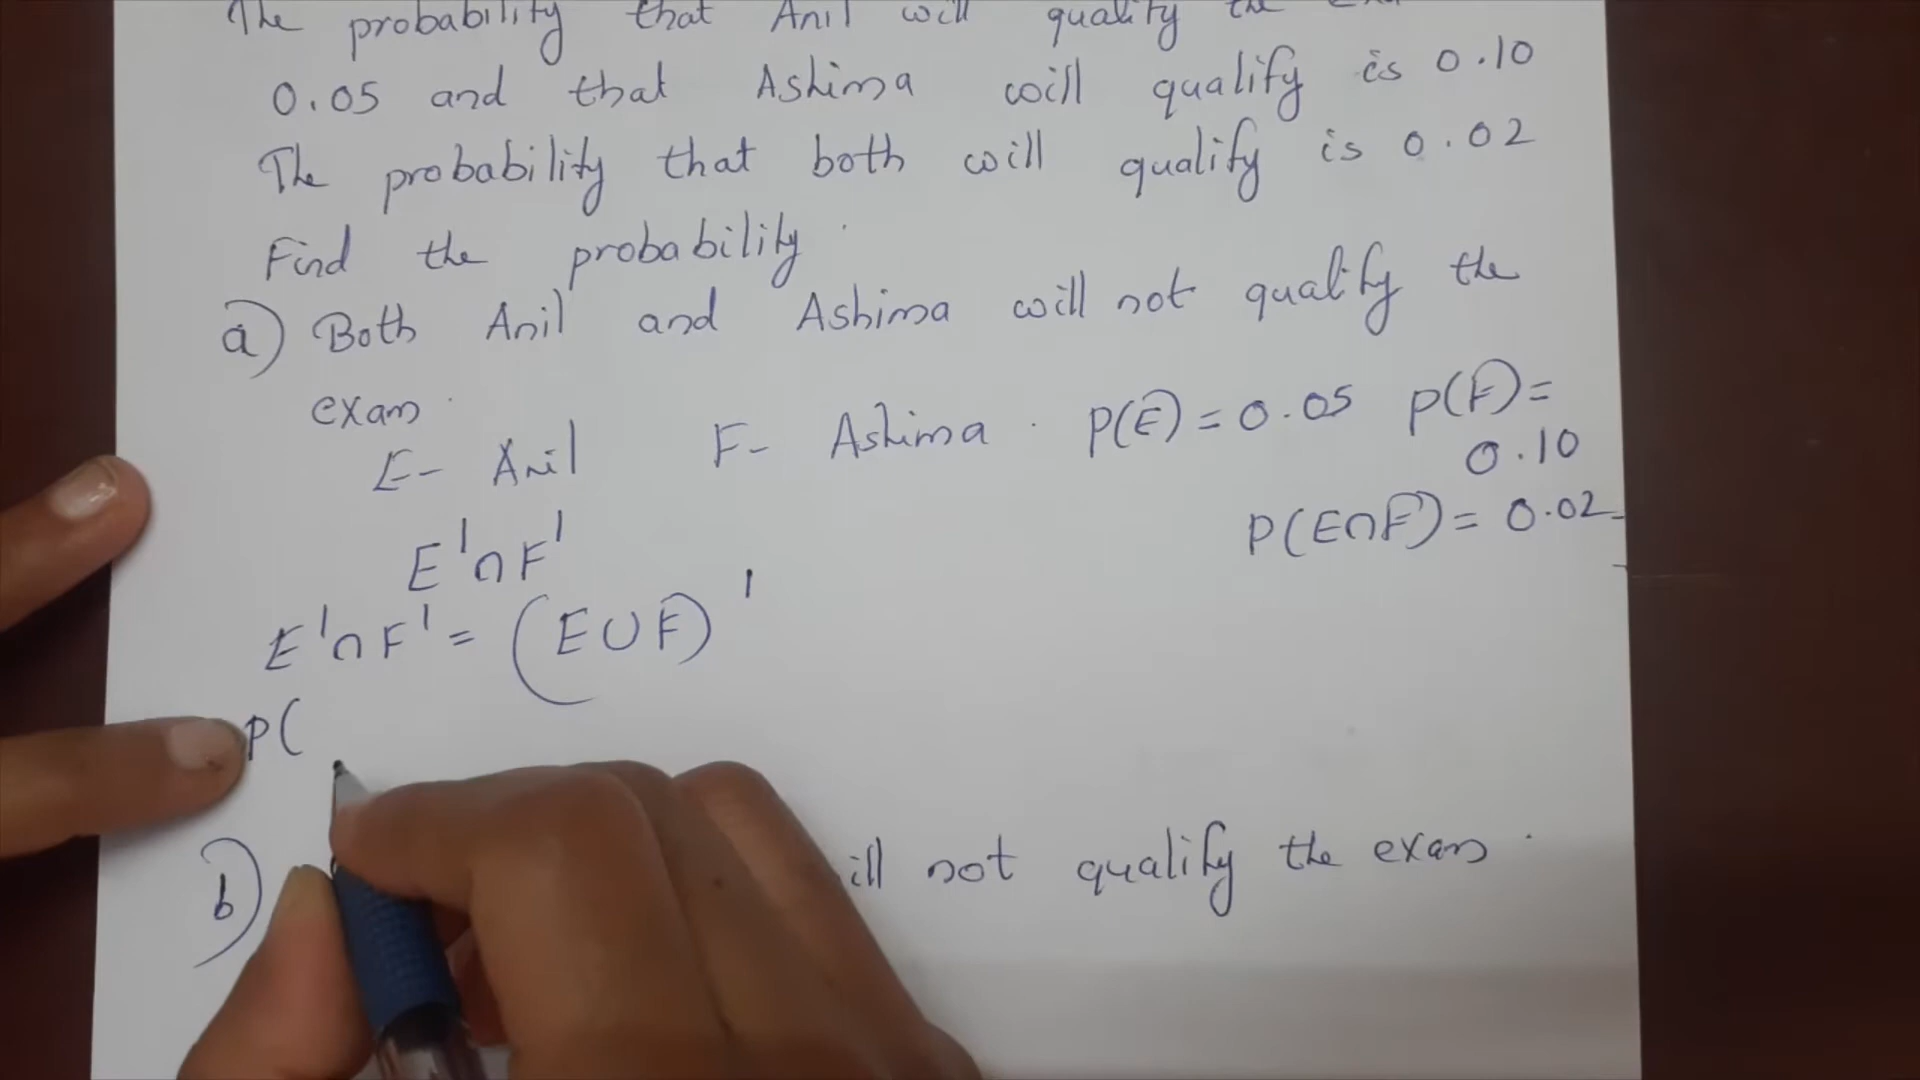 The probability that Anil will qualify the
0.05 and that Ashima will qualify is 0.10
The probability that both will qualify is 0.02
Find the probability.
a) Both Anil and Ashima will not qualify the
exam.
E- Anil F- Ashima . P(E) = 0.05 P(F) =
0.10
P(E∩F) = 0.02
E'∩F'
E'∩F' = (E∪F)'
P(
b) ill not qualify the exam.